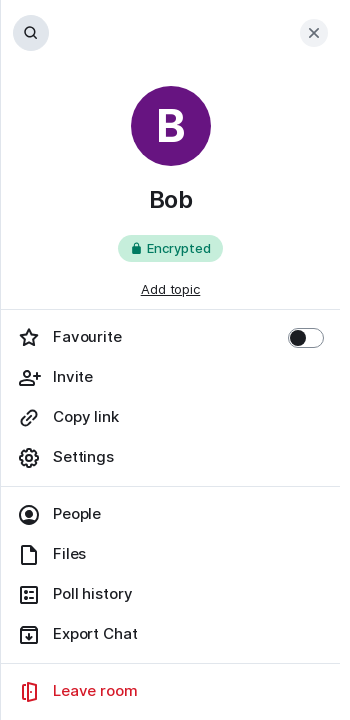 B
Bob
Encrypted
Add topic
Favourite
Invite
Copy link
Settings
People
Files
Poll history
Export Chat
Leave room